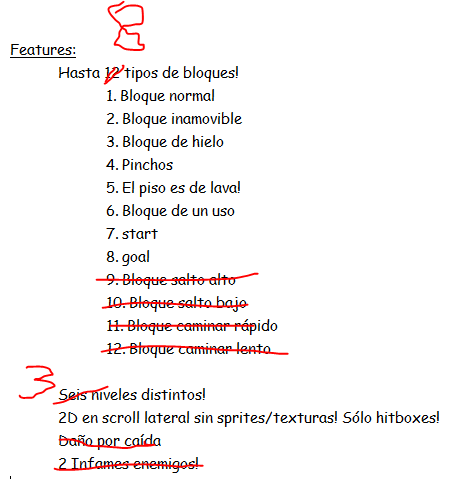 8
Features:
Hasta 12 tipos de bloques!
1. Bloque normal
2. Bloque inamovible
3. Bloque de hielo
4. Pinchos
5. El piso es de lava!
6. Bloque de un uso
7. start
8. goal
9. Bloque salto alto
10. Bloque salto bajo
11. Bloque caminar rápido
12. Bloque caminar lento
3
Seis niveles distintos!
2D en scroll lateral sin sprites/texturas! Sólo hitboxes!
Daño por caída
2 Infames enemigos!